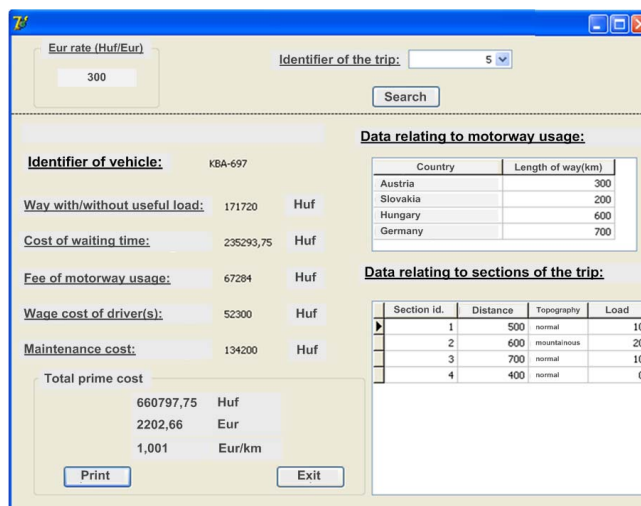 Eur rate (Huf/Eur)
300
Identifier of the trip:
5
Search
Identifier of vehicle:
KBA-697
Way with/without useful load:
171720
Huf
Cost of waiting time:
235293,75
Huf
Fee of motorway usage:
67284
Huf
Wage cost of driver(s):
52300
Huf
Maintenance cost:
134200
Huf
Total prime cost
660797,75 Huf
2202,66 Eur
1,001 Eur/km
Print
Exit
Data relating to motorway usage:
Country Length of way(km)
Austria 300
Slovakia 200
Hungary 600
Germany 700
Data relating to sections of the trip:
Section id. Distance Topography Load
1 500 normal
2 600 mountainous
3 700 normal
4 400 normal